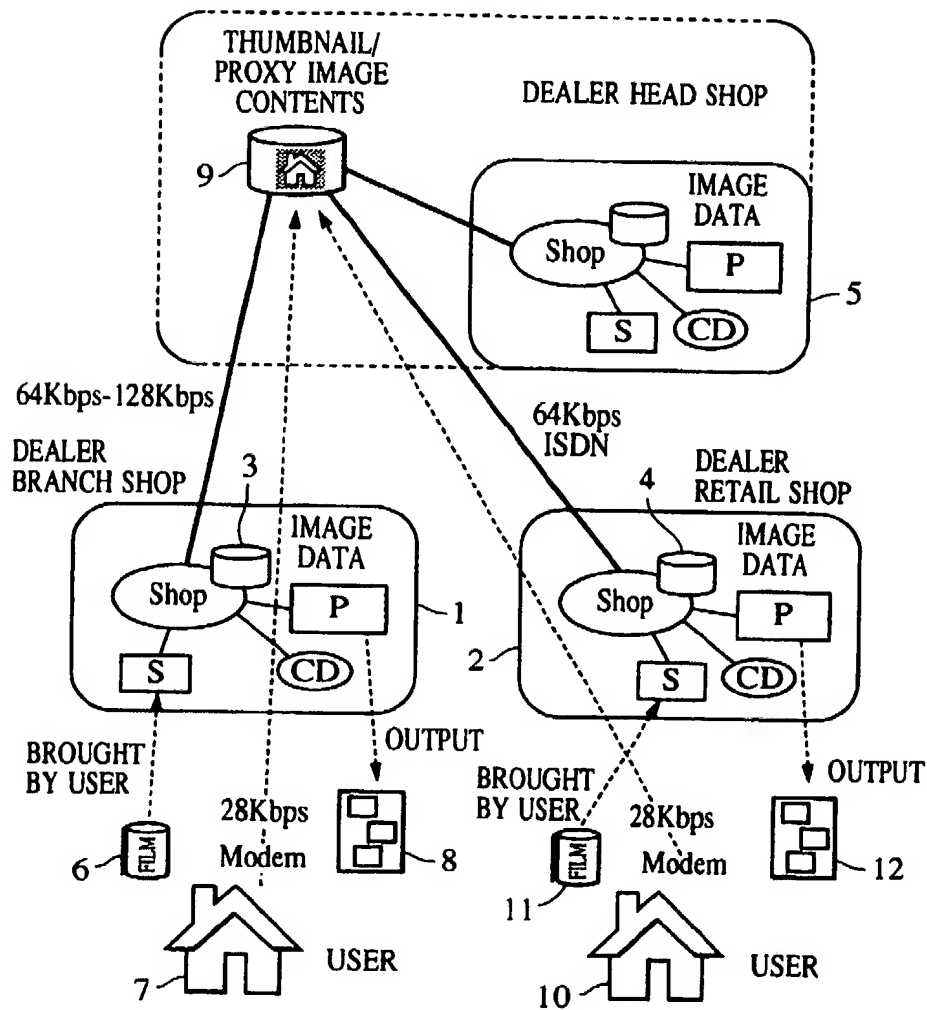 THUMBNAIL/
PROXY IMAGE
CONTENTS
DEALER HEAD SHOP
9
IMAGE
DATA
Shop
P
S
CD
5
64Kbps-128Kbps
64Kbps
ISDN
DEALER
BRANCH SHOP
3
IMAGE
DATA
Shop
P
S
CD
1
DEALER
RETAIL SHOP
4
IMAGE
DATA
Shop
P
S
CD
2
BROUGHT
BY USER
OUTPUT
FILM
6
28Kbps
Modem
8
USER
7
BROUGHT
BY USER
OUTPUT
FILM
11
28Kbps
Modem
12
USER
10